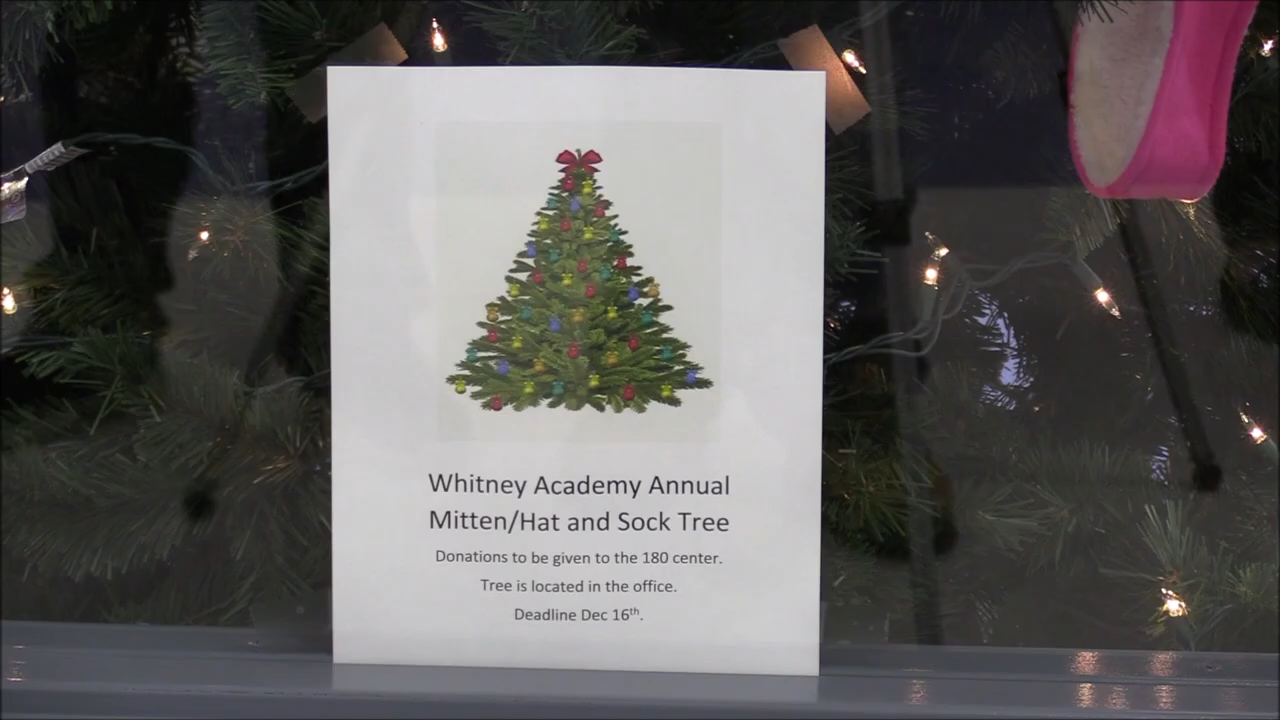 Whitney Academy Annual
Mitten/Hat and Sock Tree
Donations to be given to the 180 center.
Tree is located in the office.
Deadline Dec 16th.